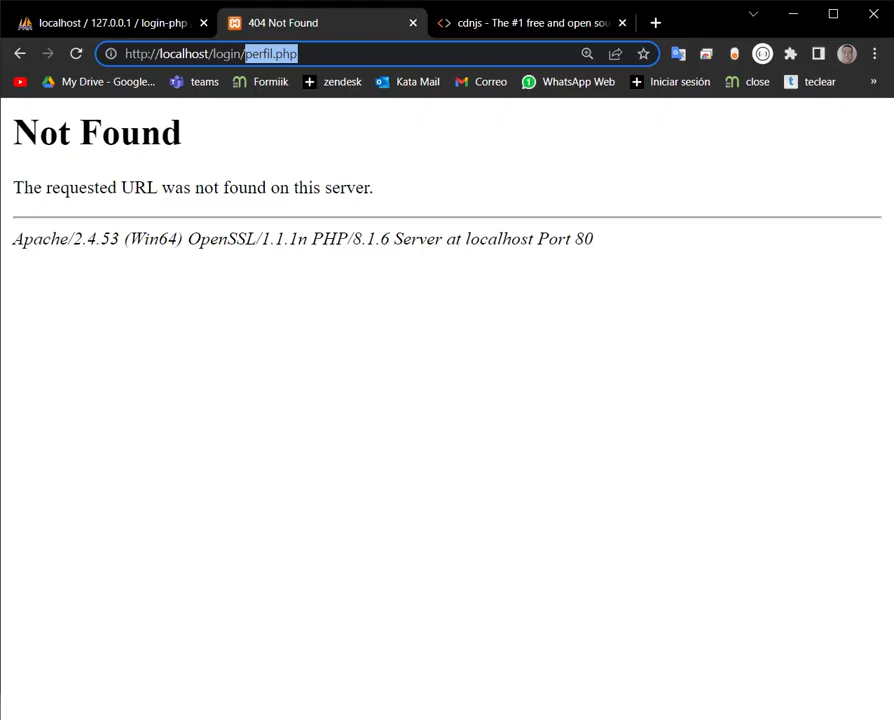 localhost / 127.0.0.1 / login-php
404 Not Found
cdnjs - The #1 free and open sou
http://localhost/login/perfil.php
My Drive - Google...
teams
Formiik
zendesk
Kata Mail
Correo
WhatsApp Web
Iniciar sesión
close
teclear
Not Found
The requested URL was not found on this server.
Apache/2.4.53 (Win64) OpenSSL/1.1.1n PHP/8.1.6 Server at localhost Port 80